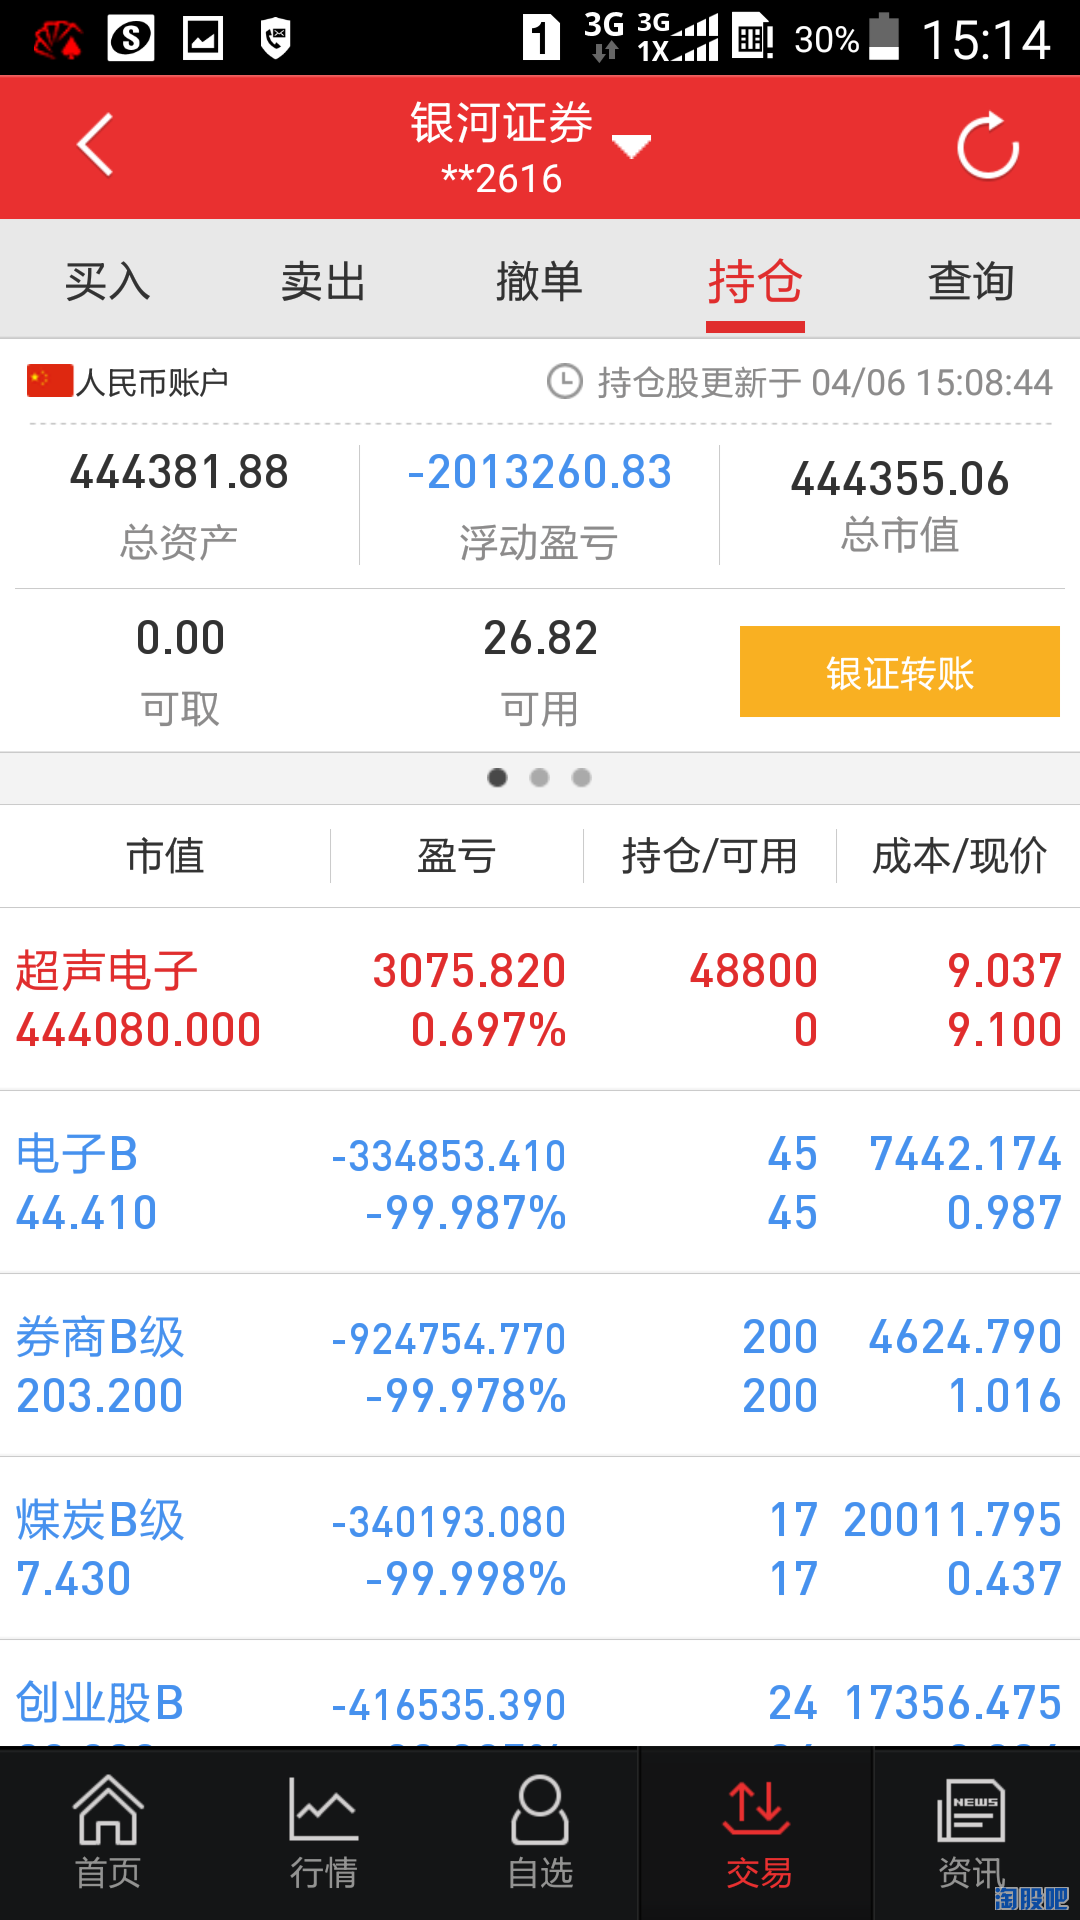 1 3G 3G 1X 30% 15:14
银河证券
**2616
买入 卖出 撤单 持仓 查询
人民币账户 持仓股更新于 04/06 15:08:44
444381.88 -2013260.83 444355.06
总资产 浮动盈亏 总市值
0.00 26.82
银证转账
可取 可用
市值 盈亏 持仓/可用 成本/现价
超声电子 3075.820 48800 9.037
444080.000 0.697% 0 9.100
电子B -334853.410 45 7442.174
44.410 -99.987% 45 0.987
券商B级 -924754.770 200 4624.790
203.200 -99.978% 200 1.016
煤炭B级 -340193.080 17 20011.795
7.430 -99.998% 17 0.437
创业股B -416535.390 24 17356.475
NEWS
首页 行情 自选 交易 资讯
淘股吧